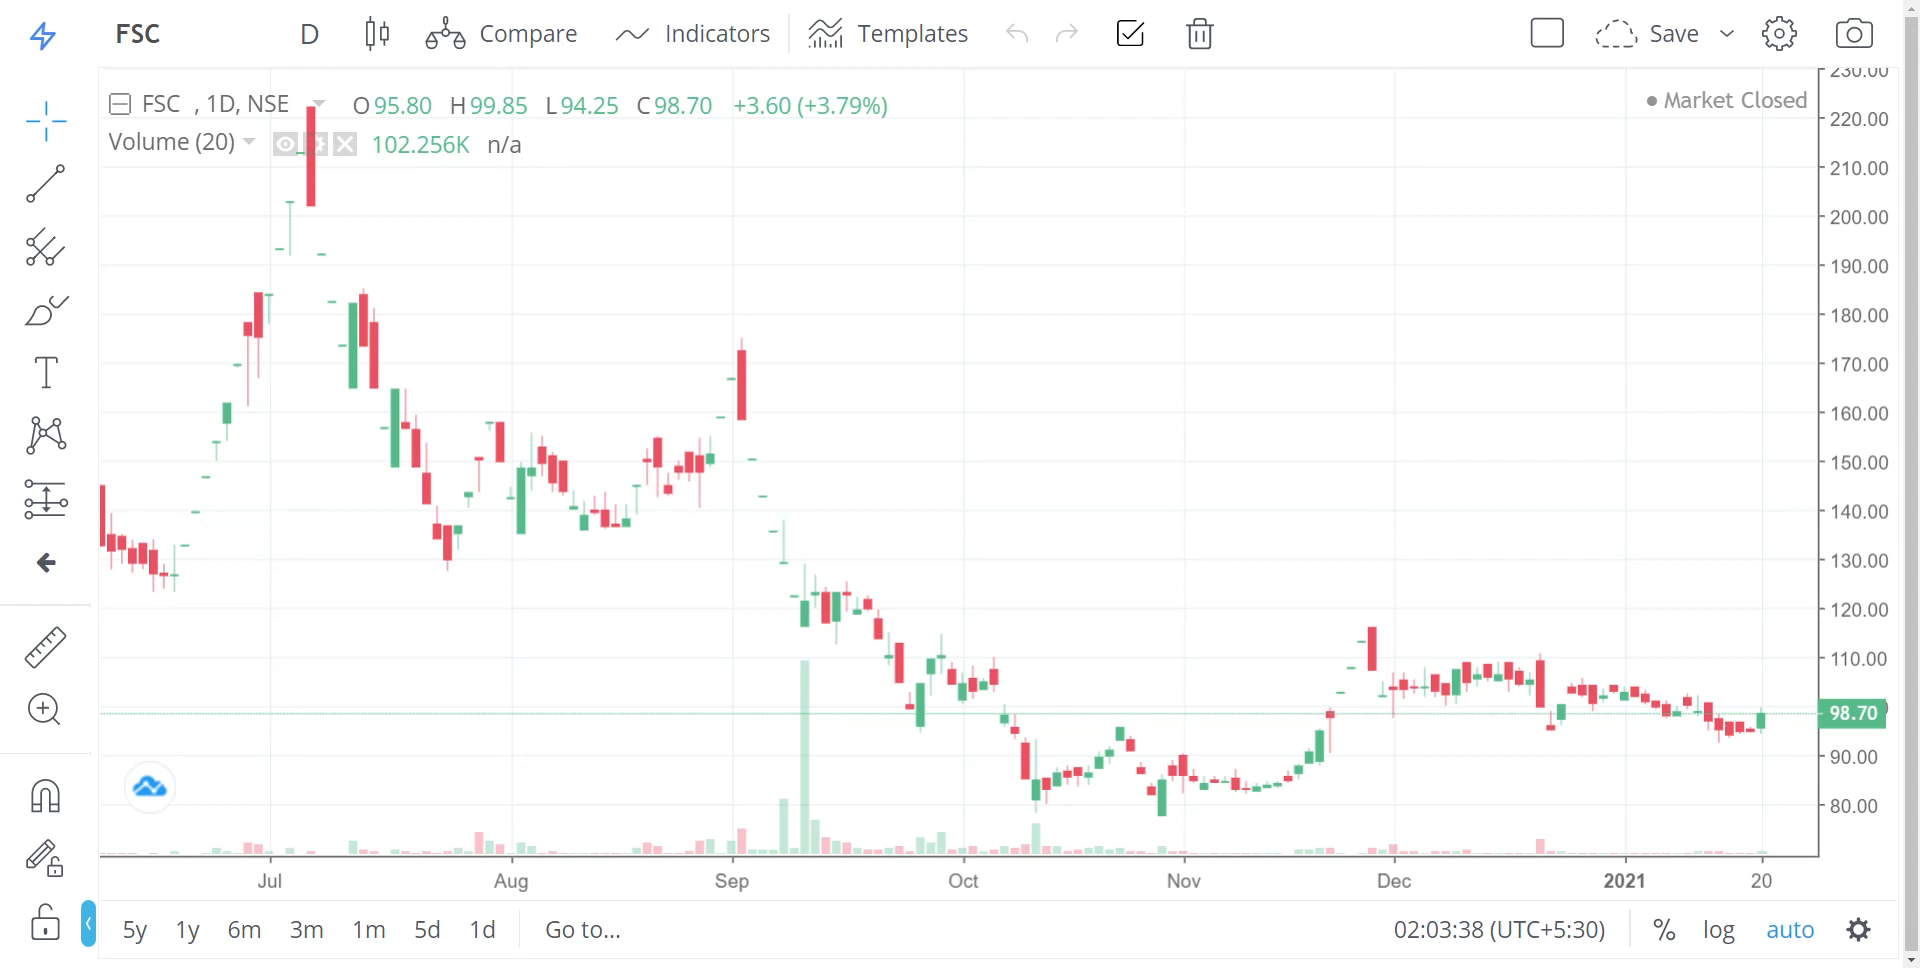 FSC D Compare Indicators Templates Save
FSC , 1D, NSE O 95.80 H 99.85 L 94.25 C 98.70 +3.60 (+3.79%)
Market Closed
Volume (20) 102.256K n/a
230.00
220.00
210.00
200.00
190.00
180.00
170.00
160.00
150.00
140.00
130.00
120.00
110.00
98.70
90.00
80.00
Jul Aug Sep Oct Nov Dec 2021 20
5y 1y 6m 3m 1m 5d 1d Go to... 02:03:38 (UTC+5:30) % log auto